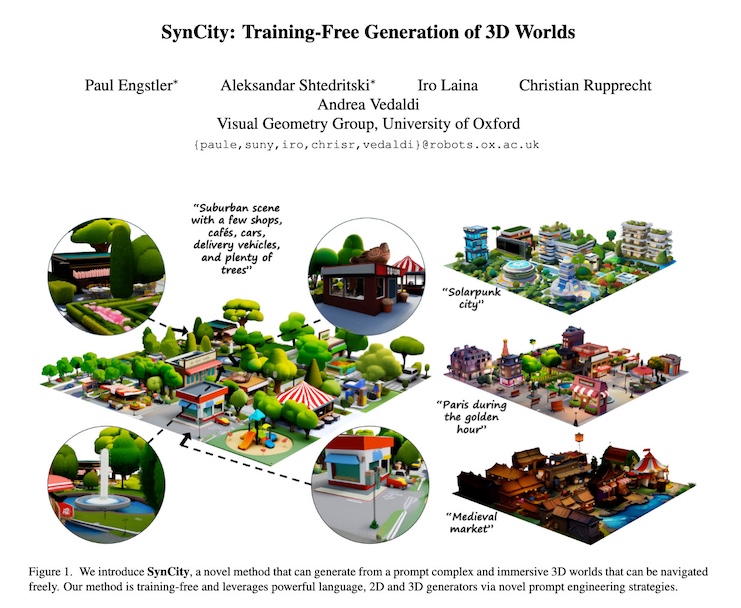 SynCity: Training-Free Generation of 3D Worlds
Paul Engstler* Aleksandar Shtedritski* Iro Laina Christian Rupprecht
Andrea Vedaldi
Visual Geometry Group, University of Oxford
{paule,suny,iro,chrisr,vedaldi}@robots.ox.ac.uk
“Suburban scene
with a few shops,
cafés, cars,
delivery vehicles,
and plenty of
trees”
“Solarpunk
city”
“Paris during
the golden
hour”
“Medieval
market”
Figure 1. We introduce SynCity, a novel method that can generate from a prompt complex and immersive 3D worlds that can be navigated
freely. Our method is training-free and leverages powerful language, 2D and 3D generators via novel prompt engineering strategies.